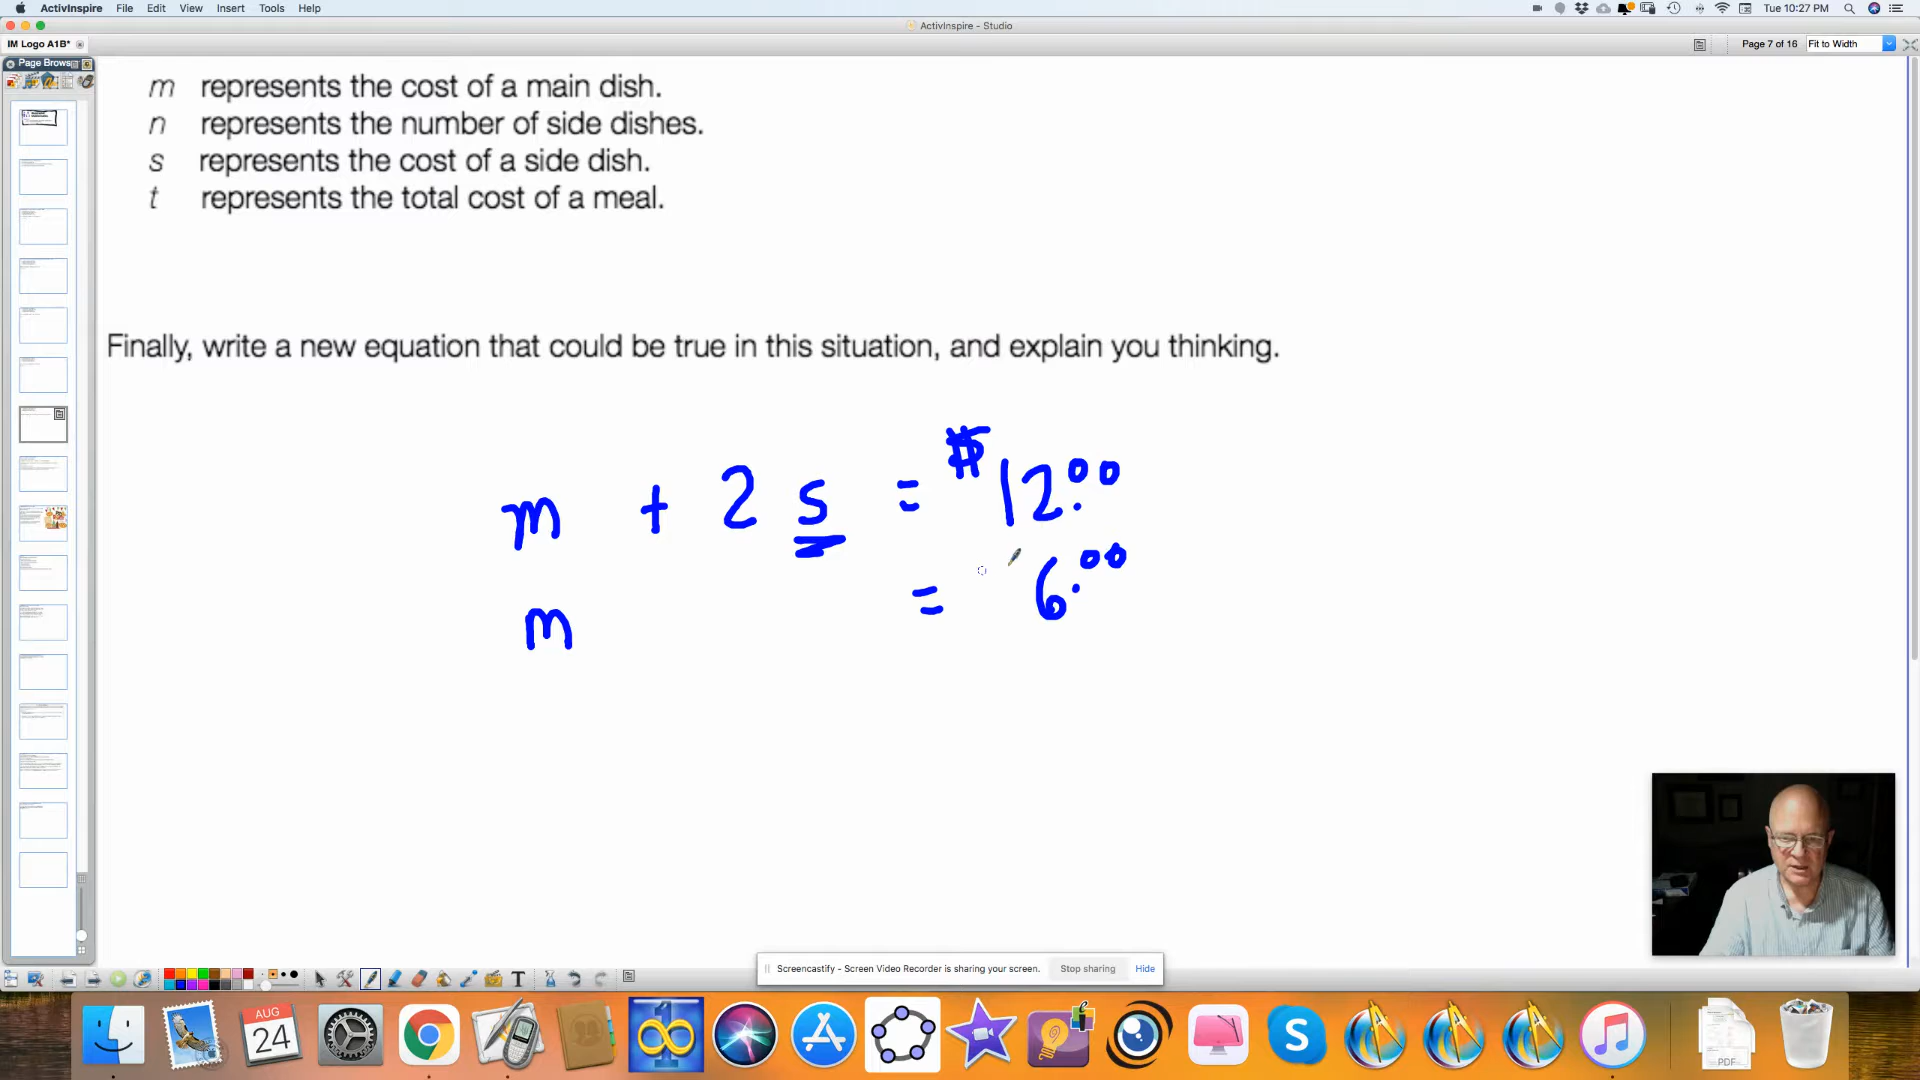 ActivInspire File Edit View Insert Tools Help Tue 10:27 PM
ActivInspire - Studio
IM Logo A1B* Page 7 of 16 Fit to Width
Page Brows
m represents the cost of a main dish.
n represents the number of side dishes.
s represents the cost of a side dish.
t represents the total cost of a meal.
Finally, write a new equation that could be true in this situation, and explain you thinking.
m + 2 s = $ 12.00
m = 6.00
Screencastify - Screen Video Recorder is sharing your screen. Stop sharing Hide
AUG
24
PDF